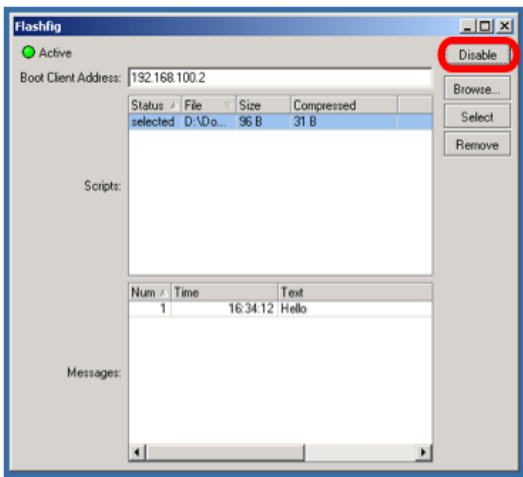 Flashfig
Active
Disable
Boot Client Address: 192.168.100.2
Browse...
Status File Size Compressed
Select
selected D:\Do... 96 B 31 B
Remove
Scripts:
Num Time Text
1 16:34:12 Hello
Messages: